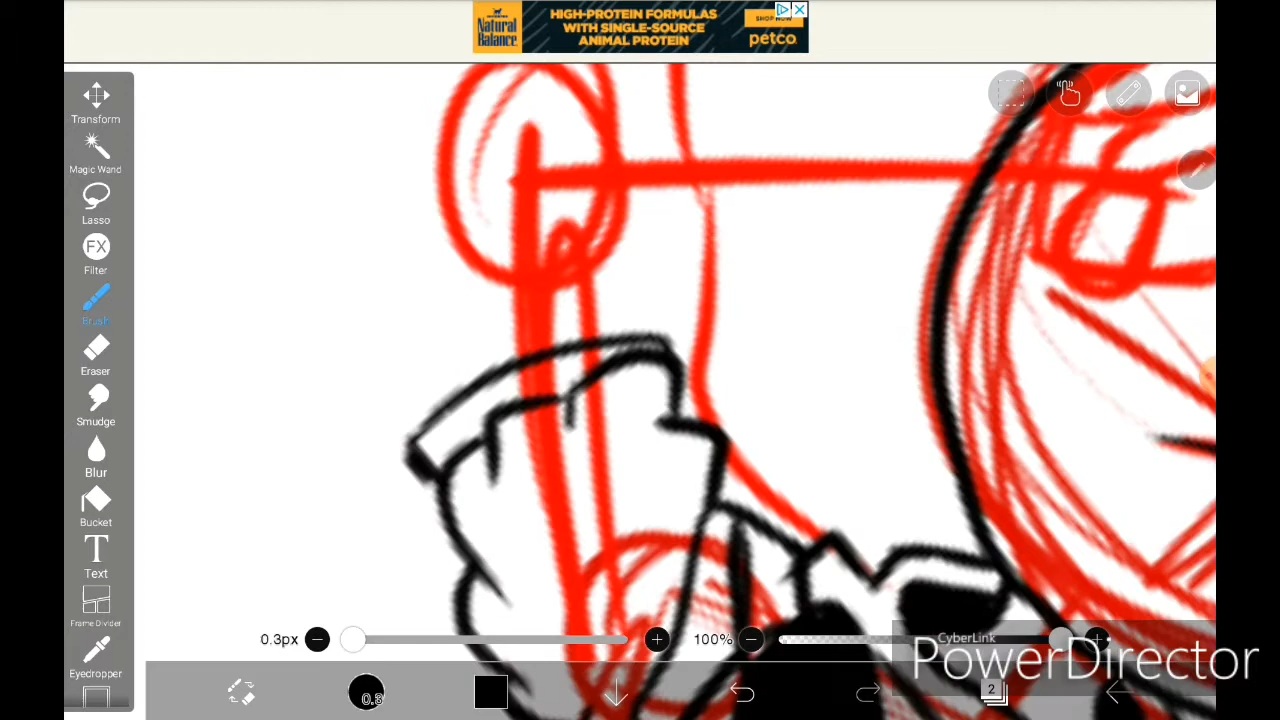 Natural
Balance
HIGH-PROTEIN FORMULAS
WITH SINGLE-SOURCE
ANIMAL PROTEIN
SHOP NOW
petco
Transform
Magic Wand
Lasso
FX
Filter
Brush
Eraser
Smudge
Blur
Bucket
T
Text
Frame Divider
Eyedropper
0.3px
100%
0.3
2
CyberLink
PowerDirector